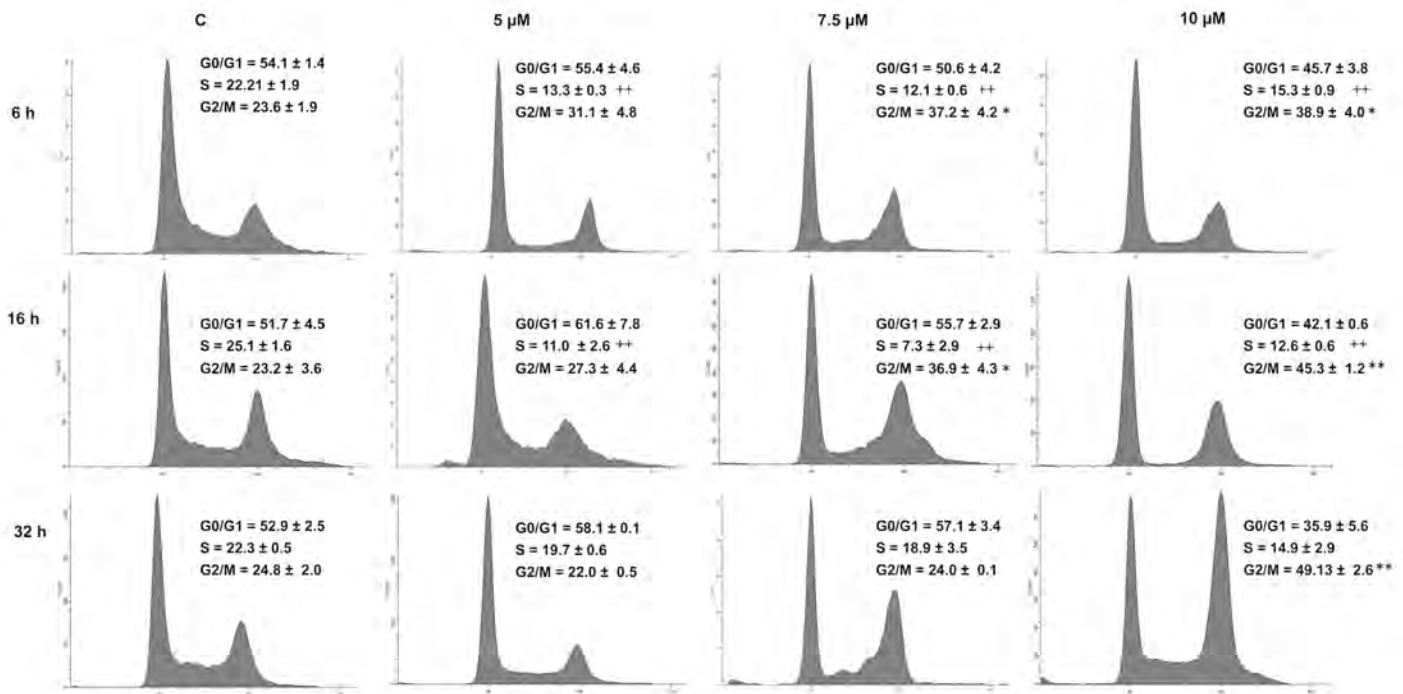 C
5 µM
7.5 µM
10 µM
6 h
G0/G1 = 54.1 ± 1.4
S = 22.21 ± 1.9
G2/M = 23.6 ± 1.9
G0/G1 = 55.4 ± 4.6
S = 13.3 ± 0.3 ++
G2/M = 31.1 ± 4.8
G0/G1 = 50.6 ± 4.2
S = 12.1 ± 0.6 ++
G2/M = 37.2 ± 4.2 *
G0/G1 = 45.7 ± 3.8
S = 15.3 ± 0.9 ++
G2/M = 38.9 ± 4.0 *
16 h
G0/G1 = 51.7 ± 4.5
S = 25.1 ± 1.6
G2/M = 23.2 ± 3.6
G0/G1 = 61.6 ± 7.8
S = 11.0 ± 2.6 ++
G2/M = 27.3 ± 4.4
G0/G1 = 55.7 ± 2.9
S = 7.3 ± 2.9 ++
G2/M = 36.9 ± 4.3 *
G0/G1 = 42.1 ± 0.6
S = 12.6 ± 0.6 ++
G2/M = 45.3 ± 1.2 **
32 h
G0/G1 = 52.9 ± 2.5
S = 22.3 ± 0.5
G2/M = 24.8 ± 2.0
G0/G1 = 58.1 ± 0.1
S = 19.7 ± 0.6
G2/M = 22.0 ± 0.5
G0/G1 = 57.1 ± 3.4
S = 18.9 ± 3.5
G2/M = 24.0 ± 0.1
G0/G1 = 35.9 ± 5.6
S = 14.9 ± 2.9
G2/M = 49.13 ± 2.6 **